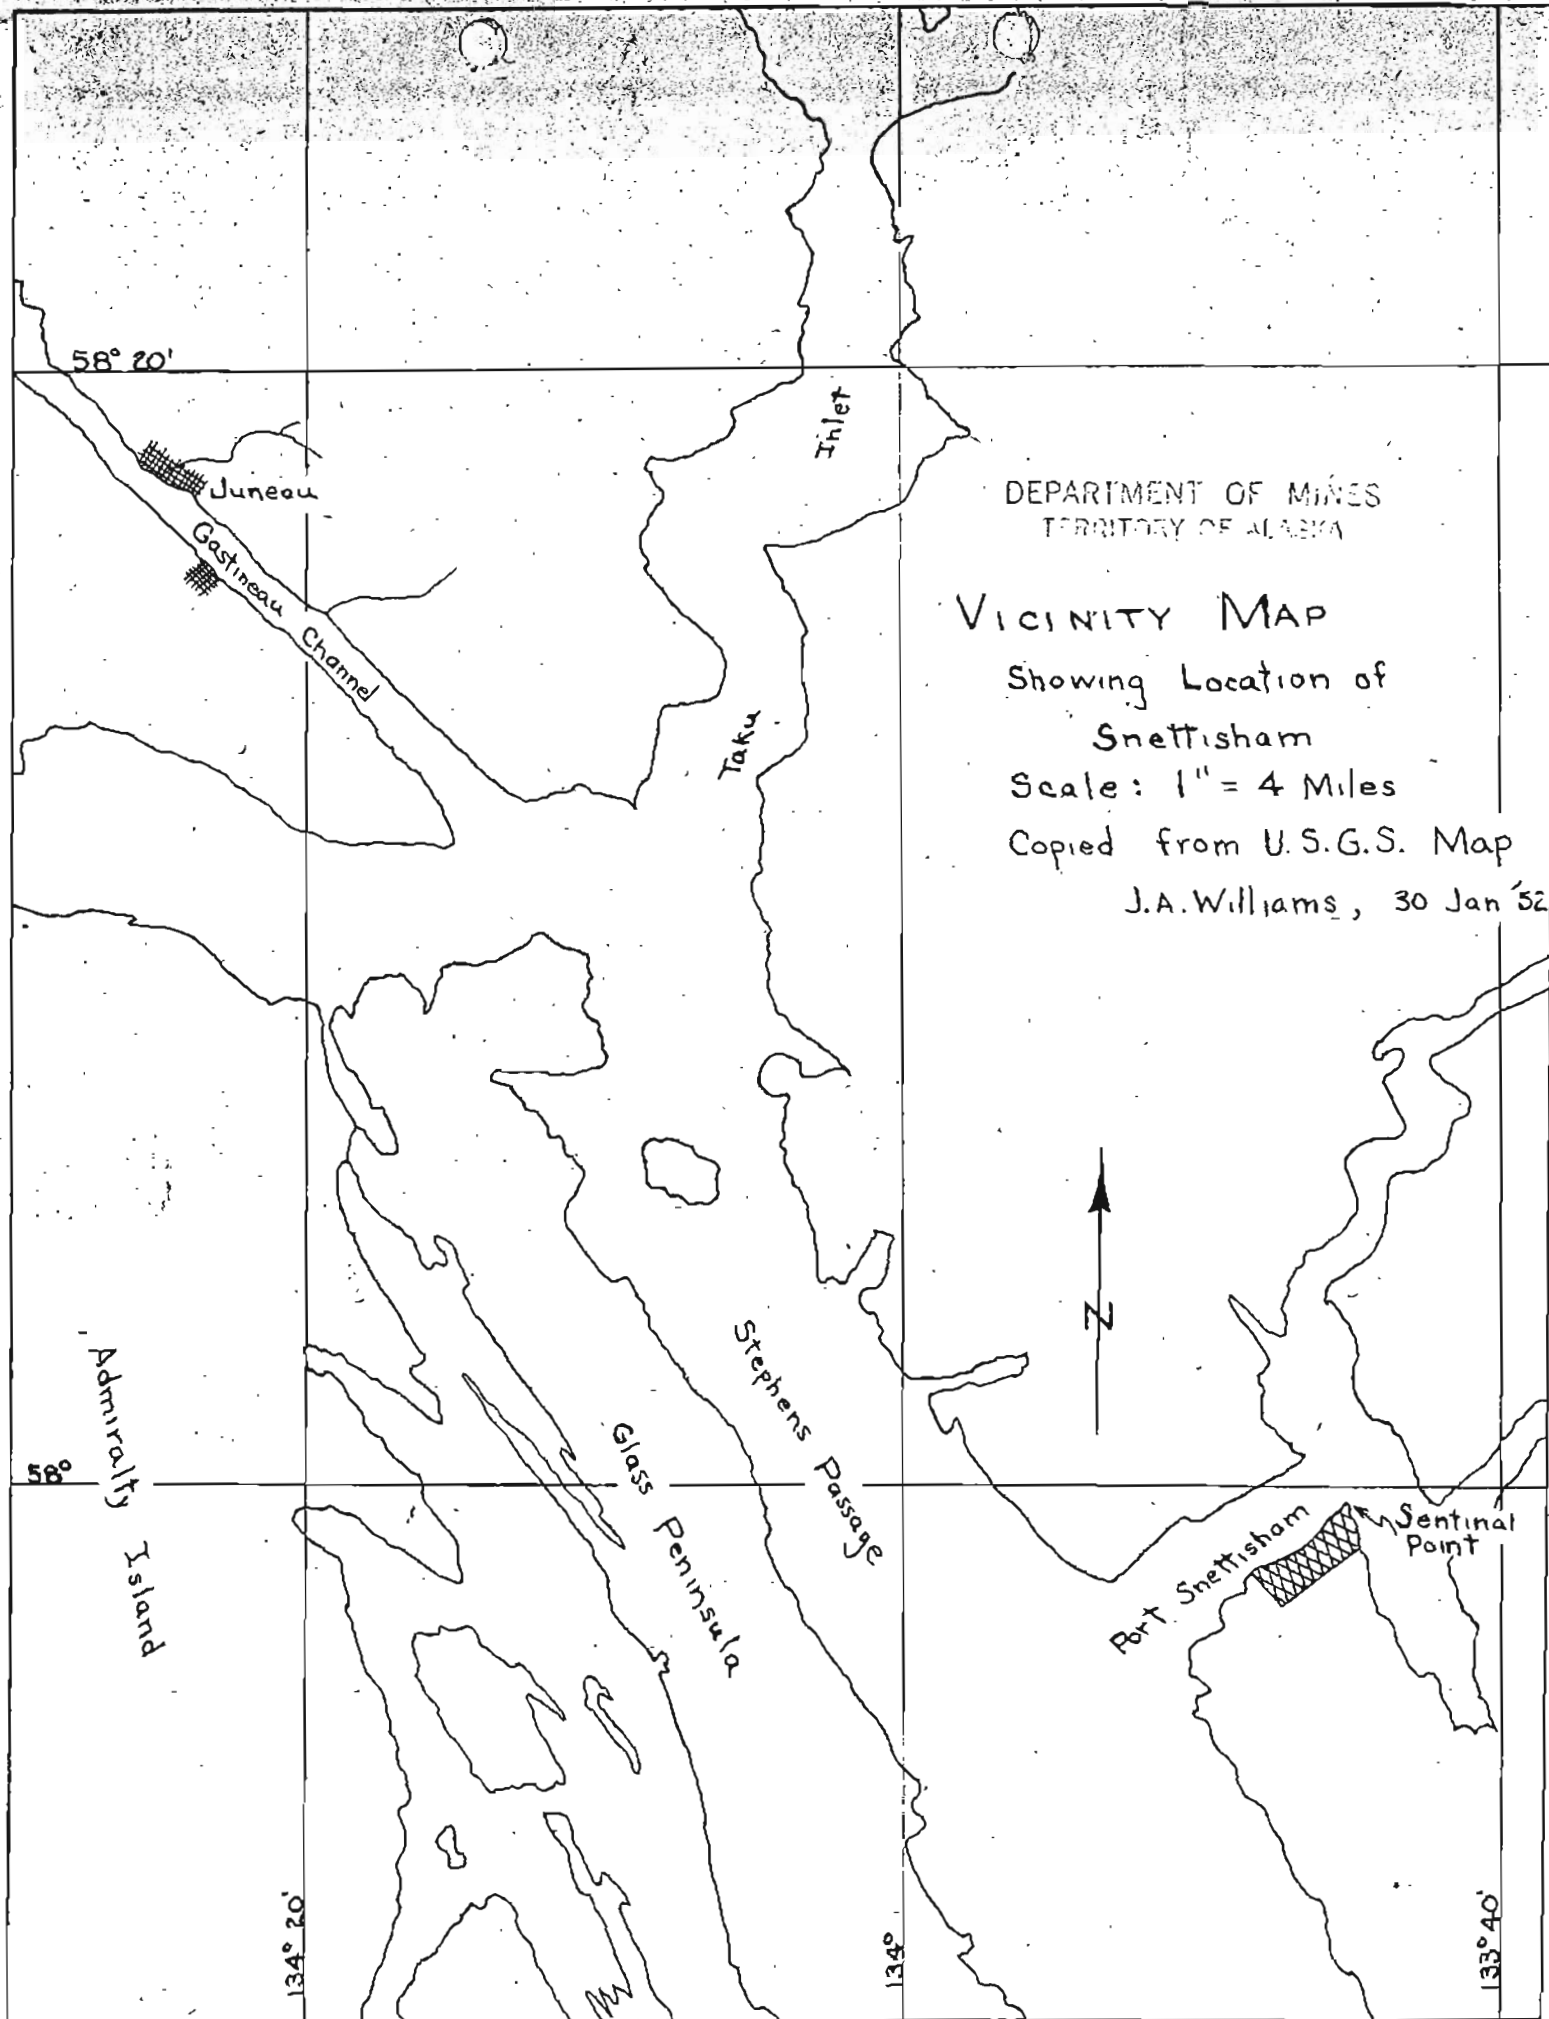 58° 20'
Juneau
Gastineau Channel
Taku Inlet
DEPARTMENT OF MINES
TERRITORY OF ALASKA
VICINITY MAP
Showing Location of
Snettisham
Scale: 1" = 4 Miles
Copied from U.S.G.S. Map
J.A. Williams, 30 Jan '52
N
Admiralty Island
Stephens Passage
Glass Peninsula
58°
Port Snettisham
Sentinal
Point
134° 20'
134°
133° 40'